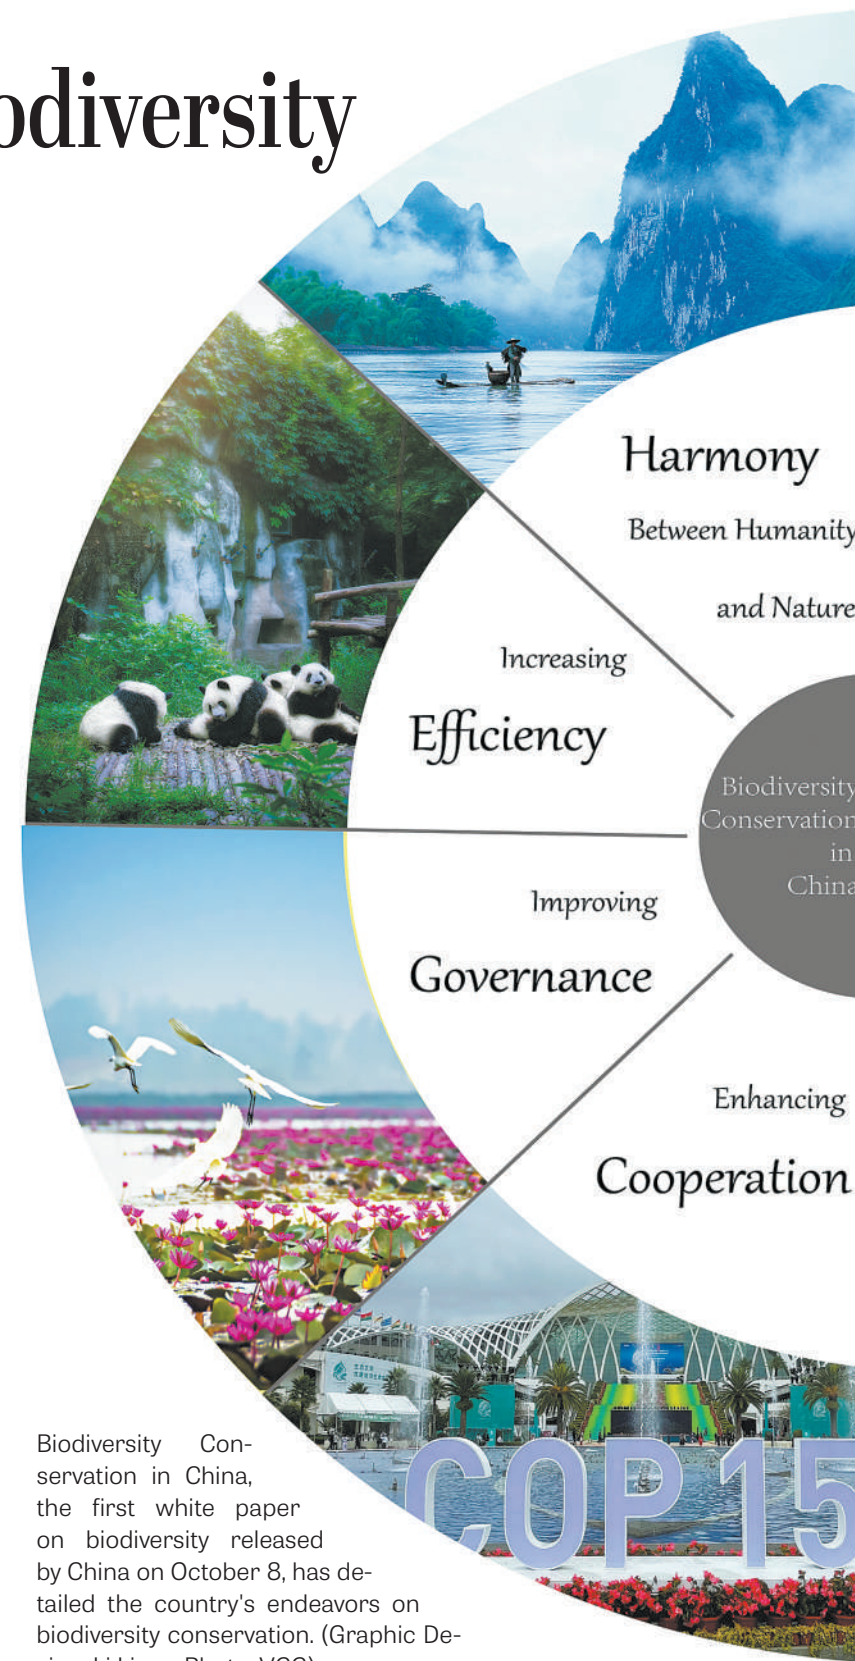 odiversity
Harmony
Between Humanity
and Nature
Increasing
Efficiency
Biodiversity
Conservation
in
China
Improving
Governance
Enhancing
Cooperation
COP15
Biodiversity Con-
servation in China,
the first white paper
on biodiversity released
by China on October 8, has de-
tailed the country's endeavors on
biodiversity conservation. (Graphic De-